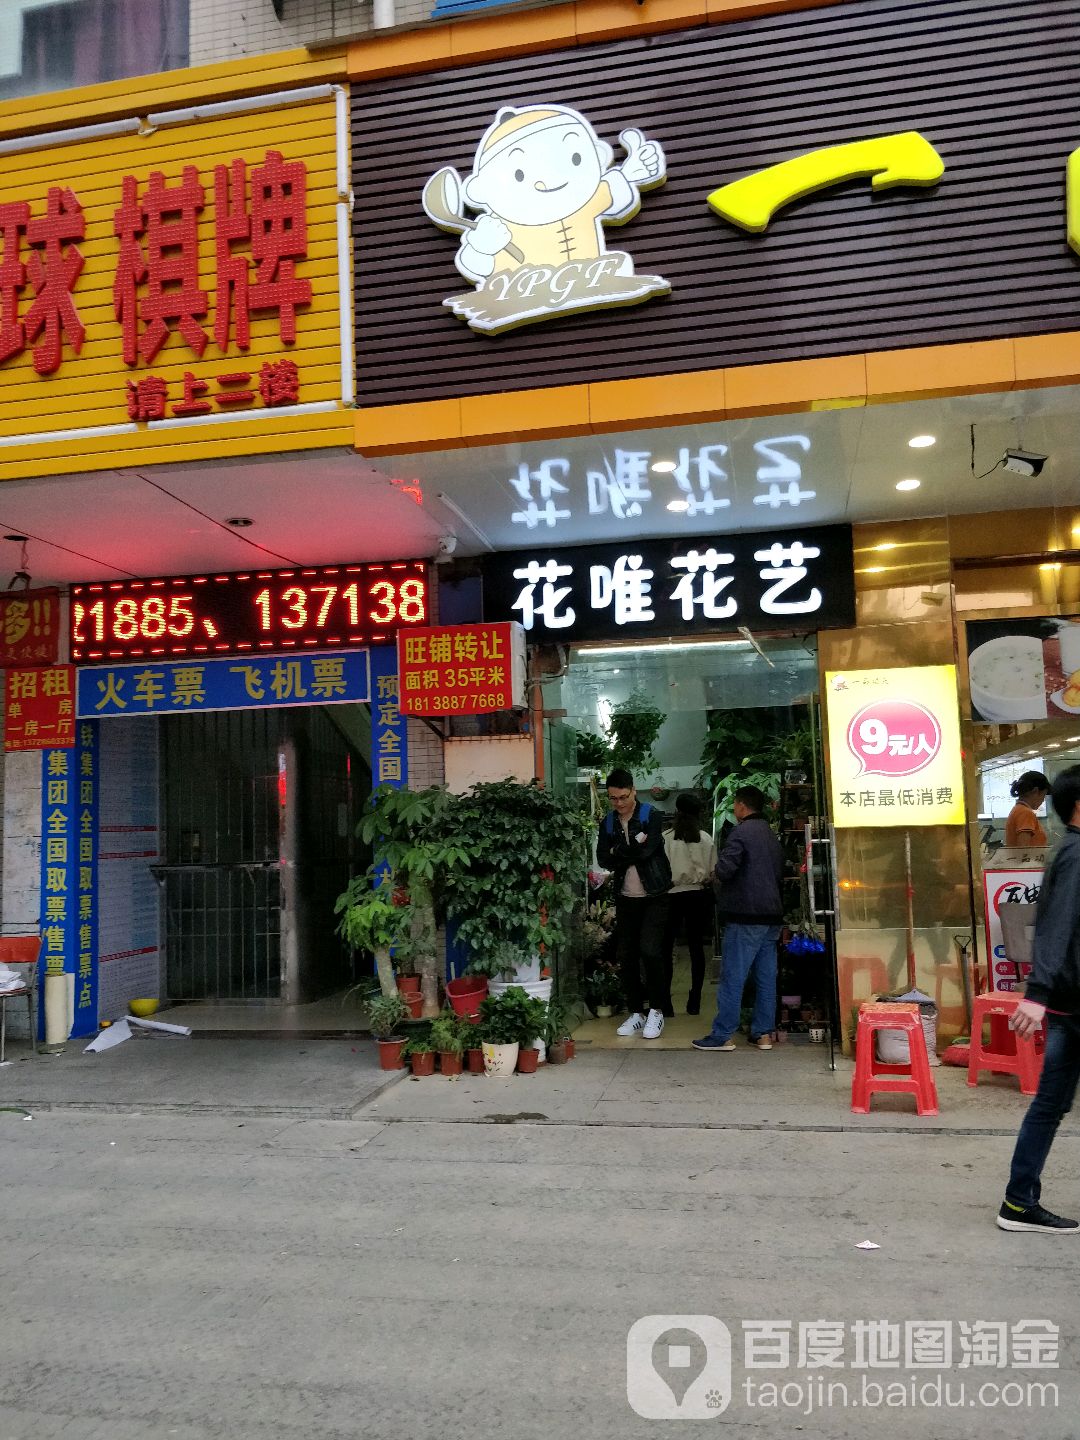 球棋牌
请上二楼
YPGF
一
花唯花艺
21885、137138
火车票 飞机票
预定全国
旺铺转让
面积 35平米
18138877668
多!!
招租
单 房
一房一厅
集团全国取票售票
铁集团全国取票售票点
9元/人
本店最低消费
百度地图淘金
taojin.baidu.com